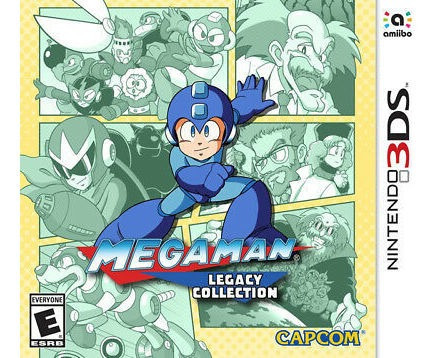 amiibo
NINTENDO 3DS
MEGAMAN
LEGACY
COLLECTION
EVERYONE
E
ESRB
CAPCOM